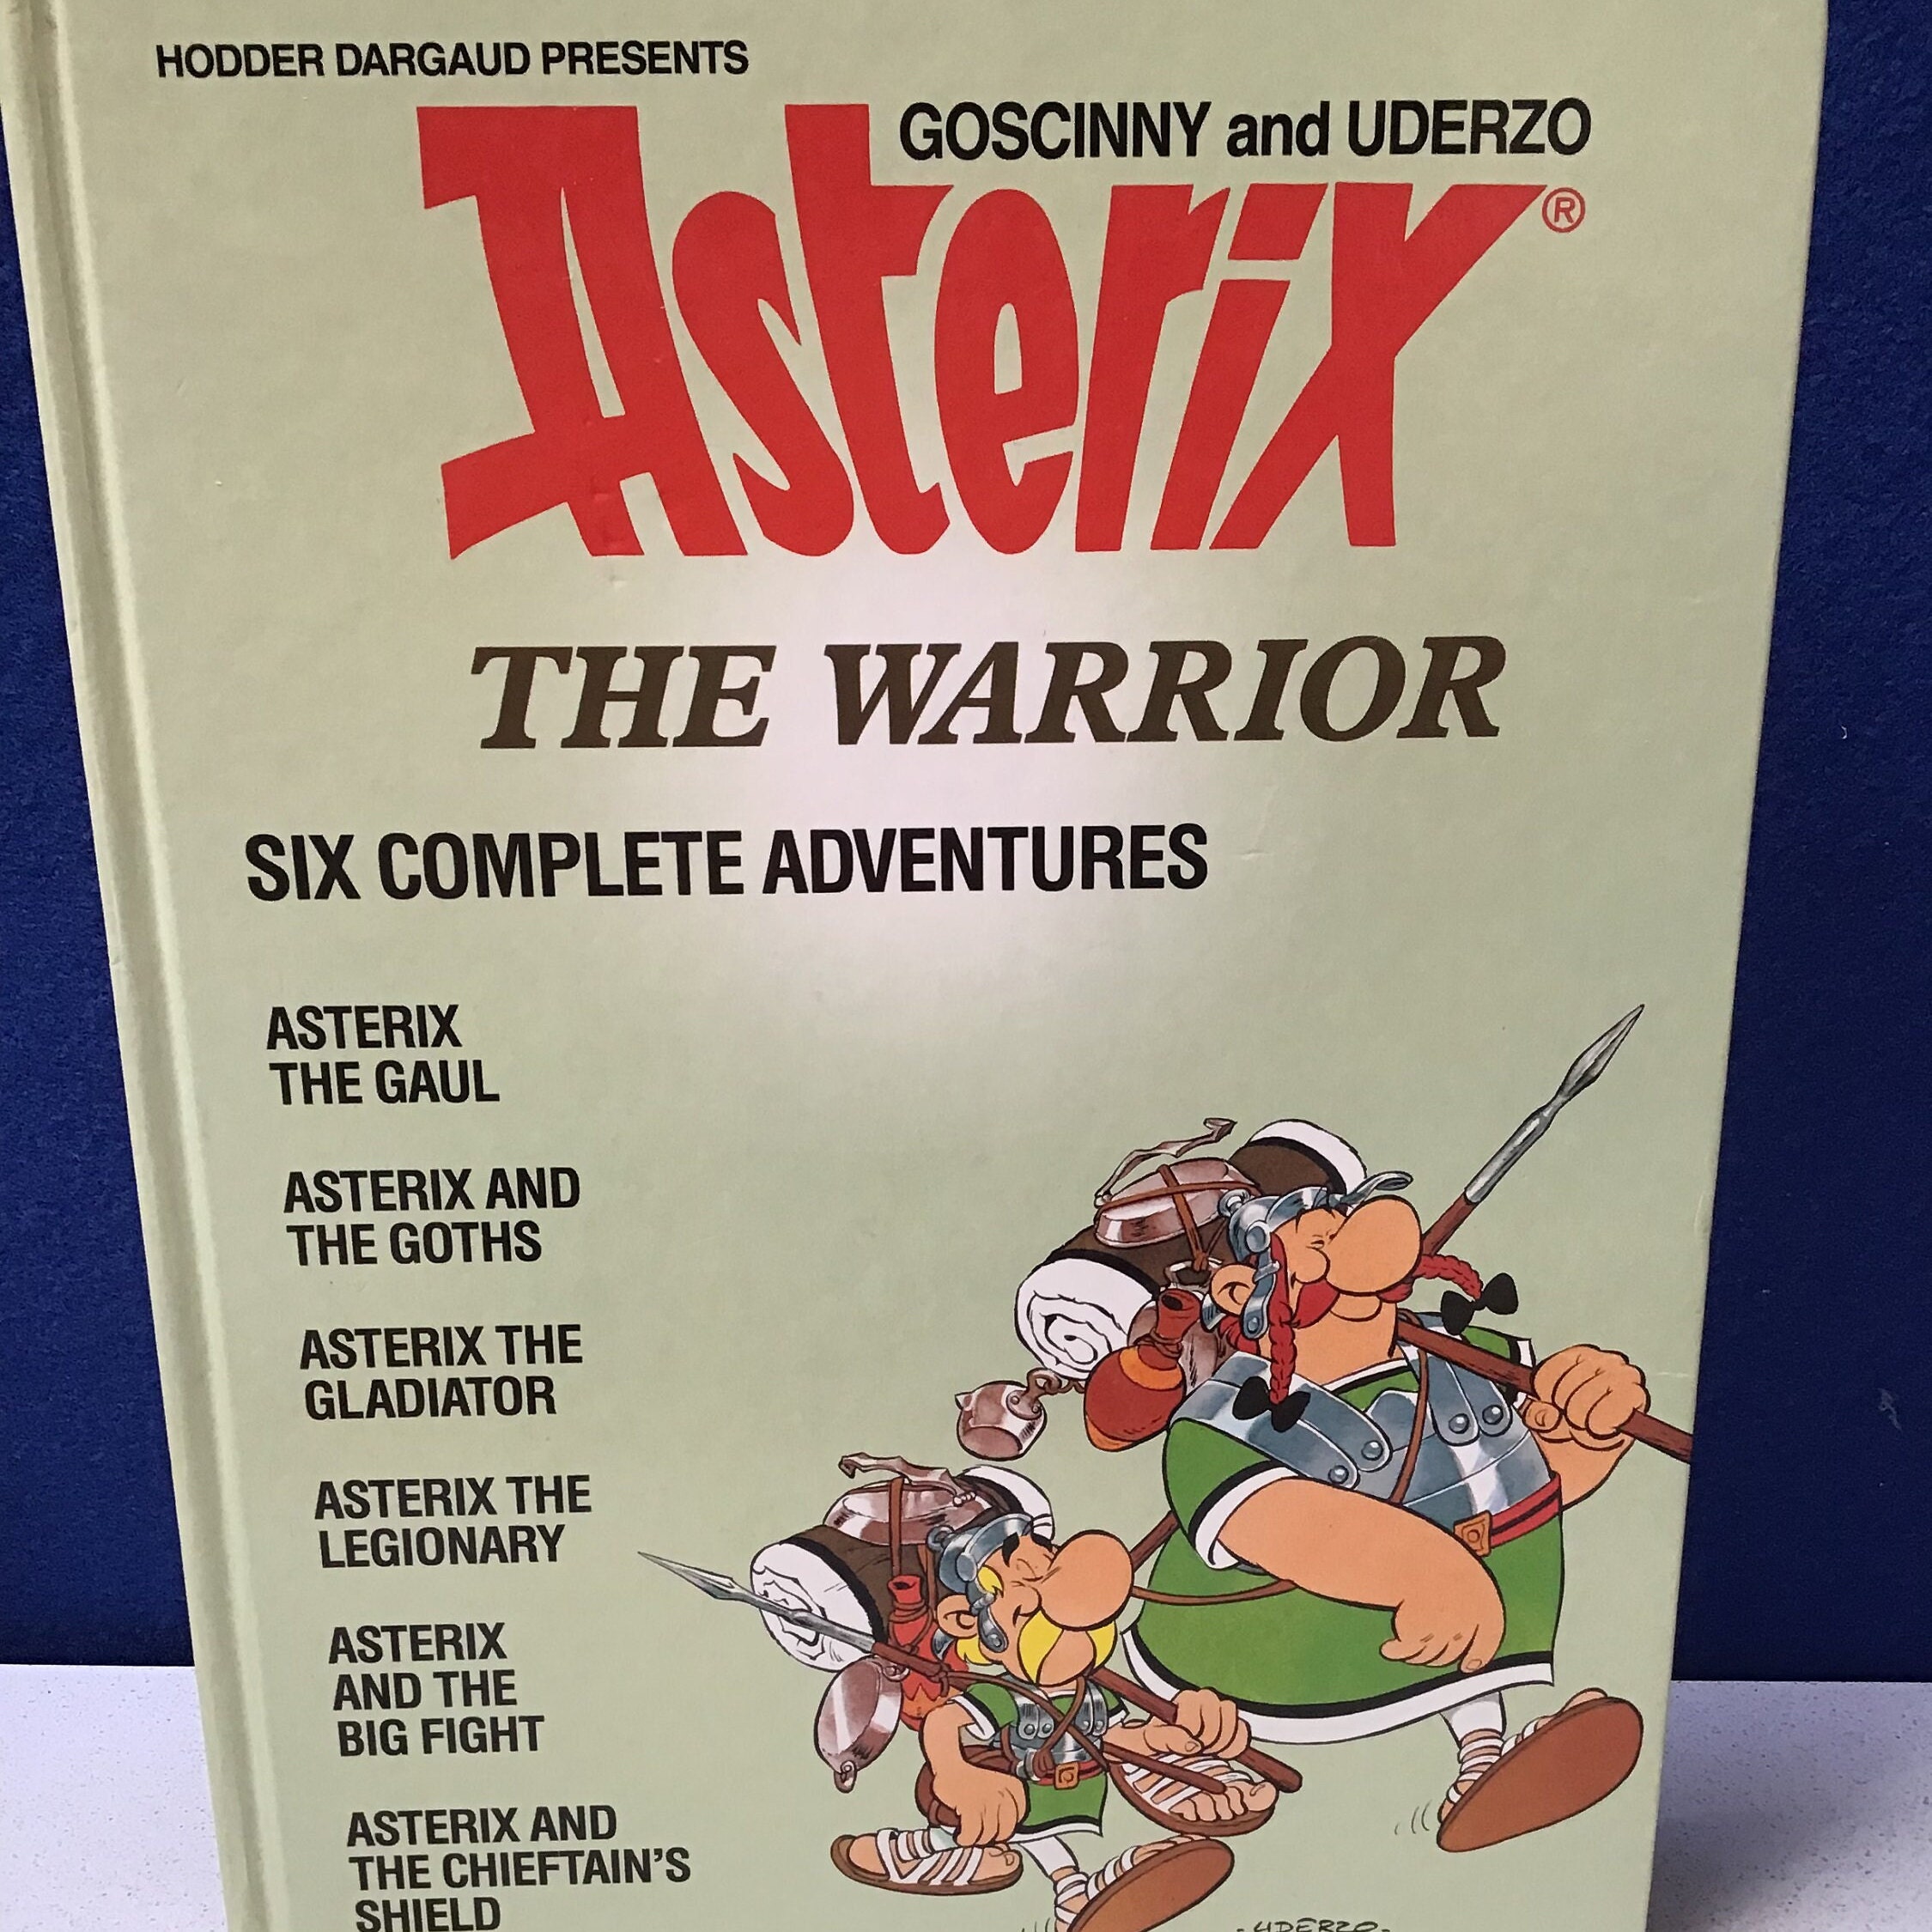 HODDER DARGAUD PRESENTS
GOSCINNY and UDERZO
Asterix®
THE WARRIOR
SIX COMPLETE ADVENTURES
ASTERIX
THE GAUL
ASTERIX AND
THE GOTHS
ASTERIX THE
GLADIATOR
ASTERIX THE
LEGIONARY
ASTERIX
AND THE
BIG FIGHT
ASTERIX AND
THE CHIEFTAIN'S
SHIELD
-UDERZO-